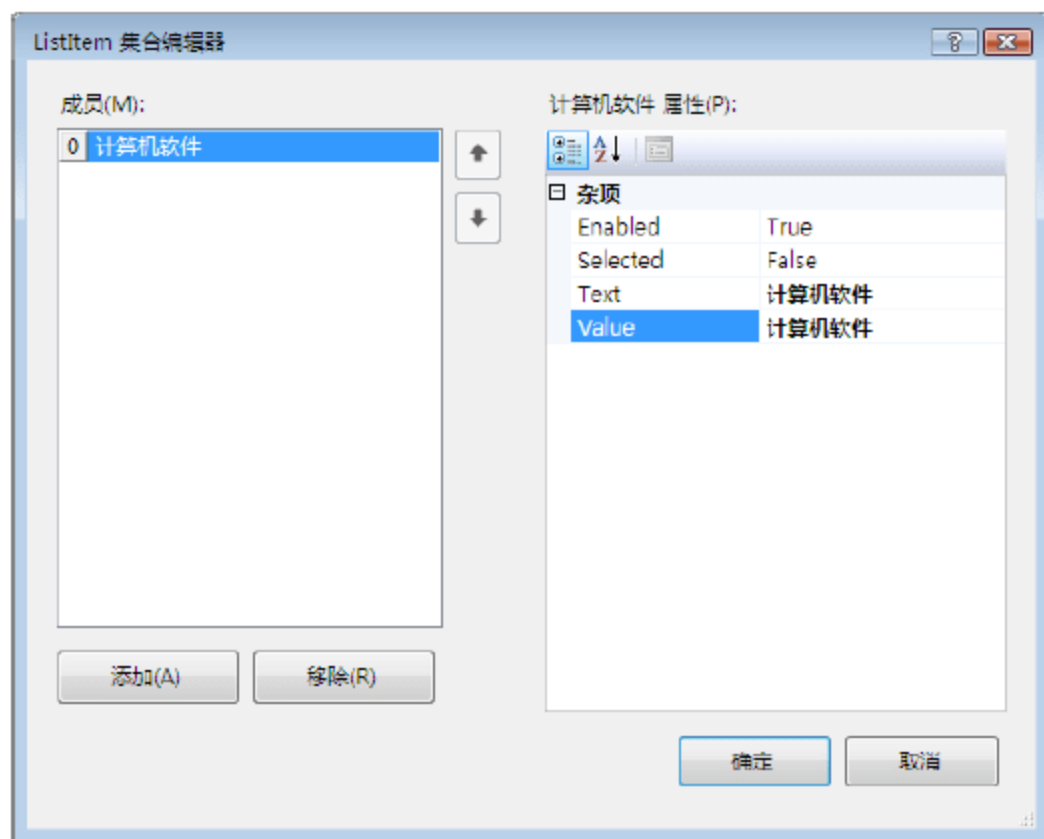 ListItem 集合编辑器
成员(M):
0 计算机软件
计算机软件 属性(P):
杂项
Enabled True
Selected False
Text 计算机软件
Value 计算机软件
添加(A) 移除(R)
确定 取消